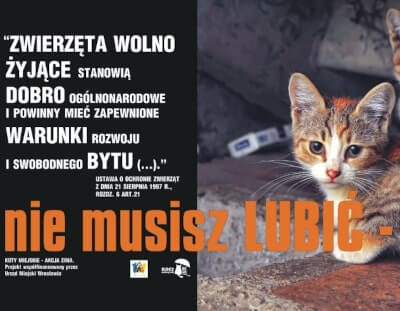 "ZWIERZĘTA WOLNO
ŻYJĄCE STANOWIĄ
DOBRO OGÓLNONARODOWE
I POWINNY MIEĆ ZAPEWNIONE
WARUNKI ROZWOJU
I SWOBODNEGO BYTU (...)."
USTAWA O OCHRONIE ZWIERZĄT
Z DNIA 21 SIERPNIA 1997 R.,
ROZDZ. 6 ART.21
nie musisz LUBIĆ -
KOTY MIEJSKIE - AKCJA ZIMA.
Projekt współfinansowany przez
Urząd Miejski Wrocławia